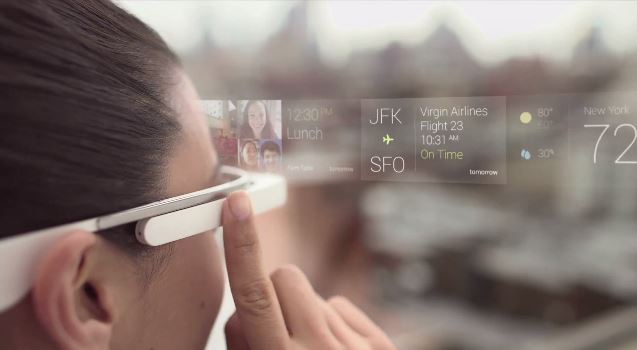 12:30 PM
Lunch
tomorrow
JFK
SFO
Virgin Airlines
Flight 23
10:31 AM
On Time
tomorrow
80°
30%
New York
72